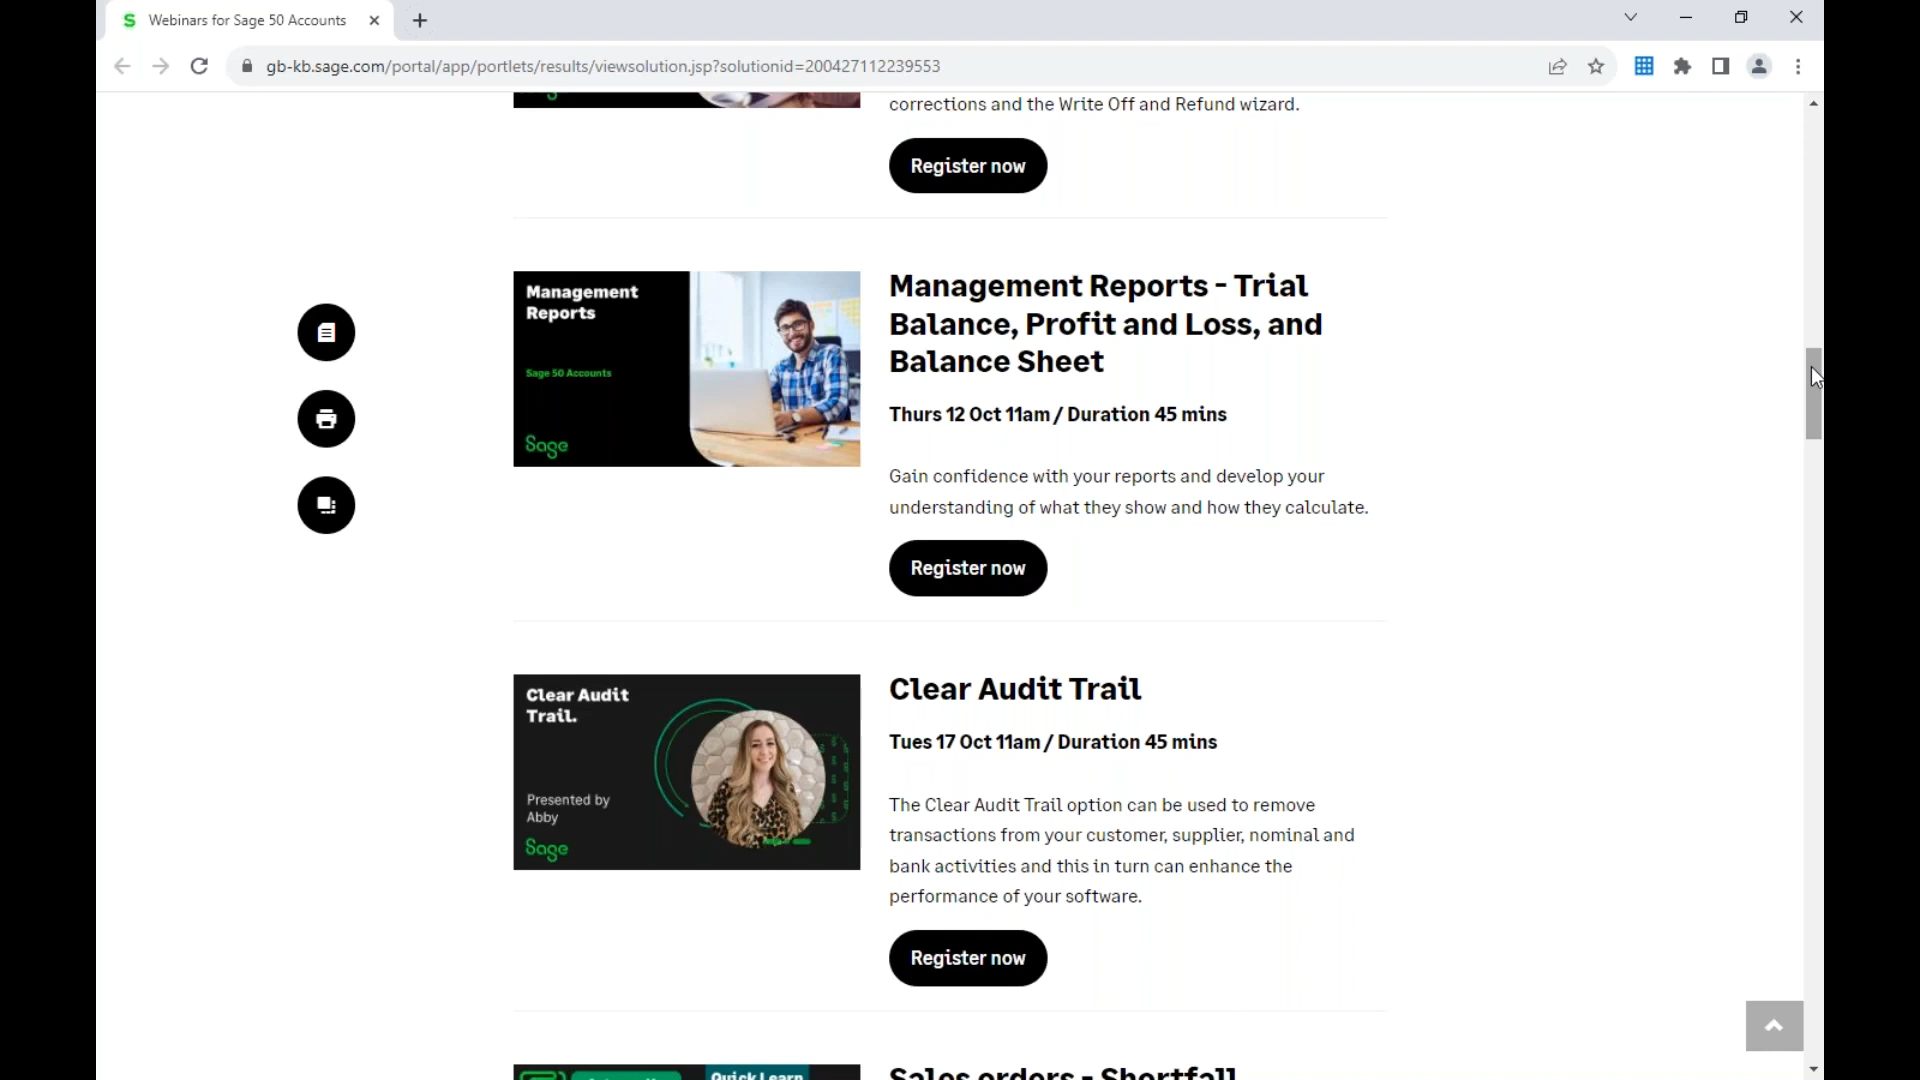 Webinars for Sage 50 Accounts
gb-kb.sage.com/portal/app/portlets/results/viewsolution.jsp?solutionid=200427112239553
corrections and the Write Off and Refund wizard.
Register now
Management
Reports
Sage 50 Accounts
Sage
Management Reports - Trial
Balance, Profit and Loss, and
Balance Sheet
Thurs 12 Oct 11am / Duration 45 mins
Gain confidence with your reports and develop your
understanding of what they show and how they calculate.
Register now
Clear Audit
Trail.
Presented by
Abby
Sage
Clear Audit Trail
Tues 17 Oct 11am / Duration 45 mins
The Clear Audit Trail option can be used to remove
transactions from your customer, supplier, nominal and
bank activities and this in turn can enhance the
performance of your software.
Register now
Quick Learn
Sales orders - Shortfall